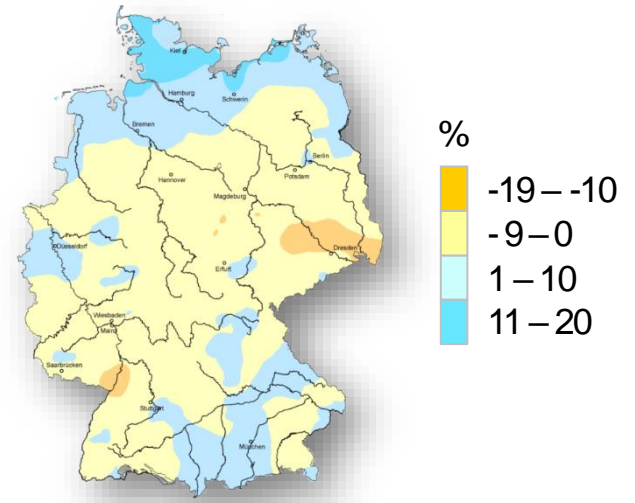 Kiel
Hamburg
Schwerin
Bremen
Berlin
Hannover
Potsdam
Magdeburg
Düsseldorf
Dresden
Erfurt
Wiesbaden
Mainz
Saarbrücken
Stuttgart
München
%
-19 – -10
-9 – 0
1 – 10
11 – 20